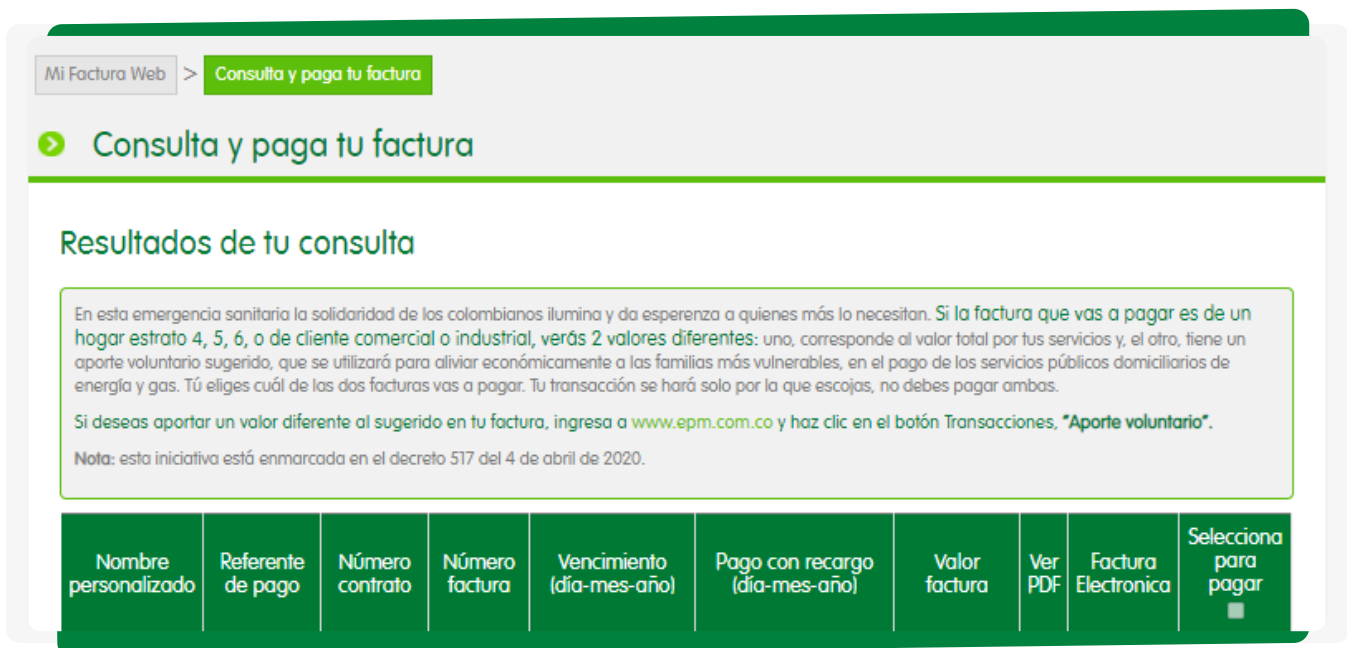 Mi Factura Web > Consulta y paga tu factura
Consulta y paga tu factura
Resultados de tu consulta
En esta emergencia sanitaria la solidaridad de los colombianos ilumina y da esperenza a quienes más lo necesitan. Si la factura que vas a pagar es de un
hogar estrato 4, 5, 6, o de cliente comercial o industrial, verás 2 valores diferentes: uno, corresponde al valor total por tus servicios y, el otro, tiene un
aporte voluntario sugerido, que se utilizará para aliviar económicamente a las familias más vulnerables, en el pago de los servicios públicos domiciliarios de
energía y gas. Tú eliges cuál de las dos facturas vas a pagar. Tu transacción se hará solo por la que escojas, no debes pagar ambas.
Si deseas aportar un valor diferente al sugerido en tu factura, ingresa a www.epm.com.co y haz clic en el botón Transacciones, "Aporte voluntario".
Nota: esta iniciativa está enmarcada en el decreto 517 del 4 de abril de 2020.
Nombre personalizado
Referente de pago
Número contrato
Número factura
Vencimiento (día-mes-año)
Pago con recargo (día-mes-año)
Valor factura
Ver PDF
Factura Electronica
Selecciona para pagar